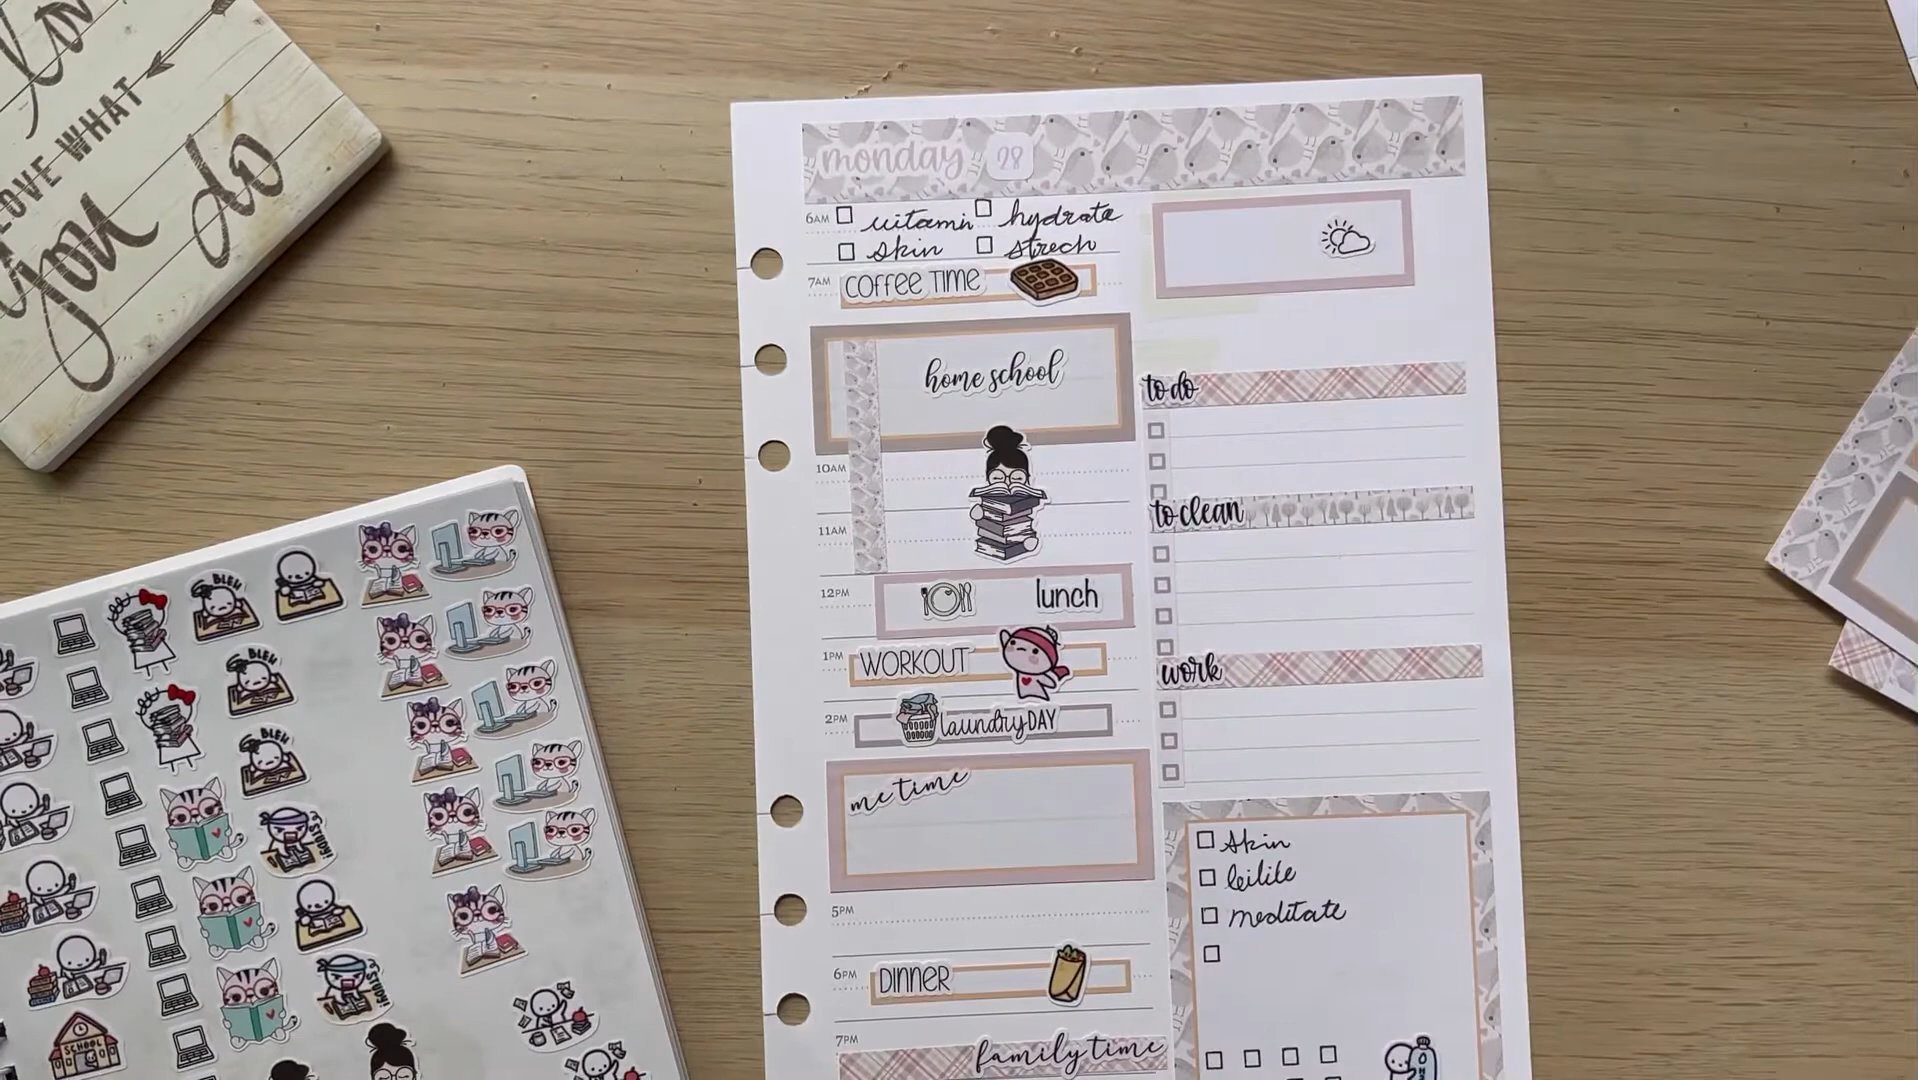 LOVE WHAT
you do
monday 28
6AM vitamin hydrate
skin strech
7AM COFFEE TIME
home school
to do
10AM
to clean
11AM
12PM lunch
1PM WORKOUT
work
2PM laundry DAY
me time
skin
meditate
5PM
6PM DINNER
7PM
family time
BLEH
BLEH
BLEH
SCHOOL